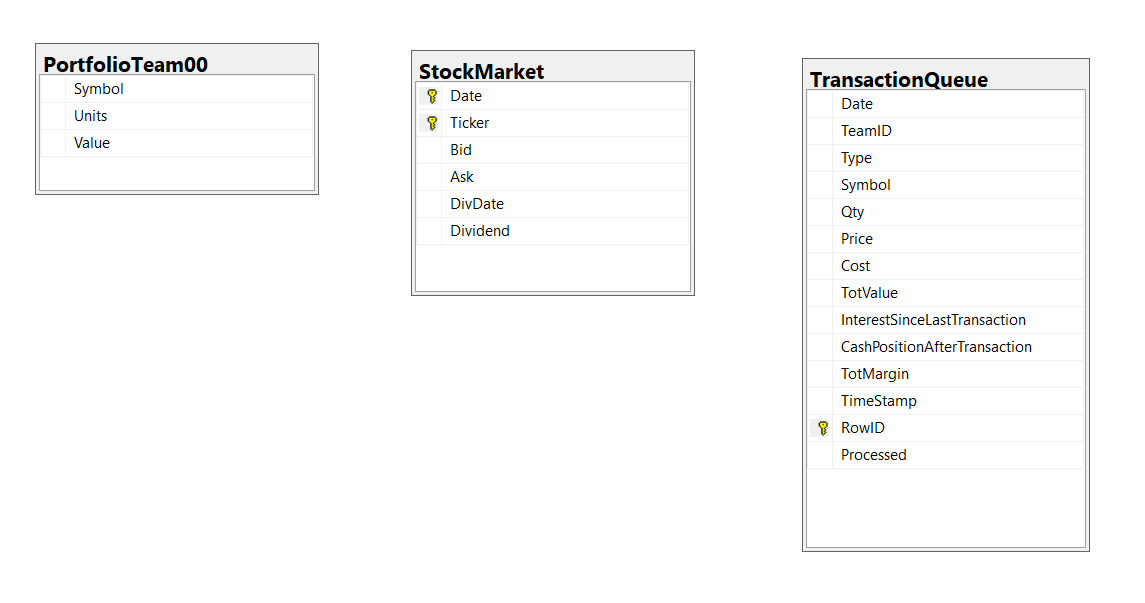 PortfolioTeam00
Symbol
Units
Value
StockMarket
Date
Ticker
Bid
Ask
DivDate
Dividend
TransactionQueue
Date
TeamID
Type
Symbol
Qty
Price
Cost
TotValue
InterestSinceLastTransaction
CashPositionAfterTransaction
TotMargin
TimeStamp
RowID
Processed